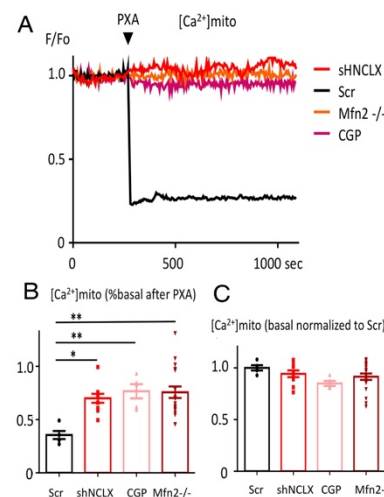 A
PXA
[Ca²⁺]mito
F/Fo
1.0
0.5
0
0
500
1000 sec
sHNCLX
Scr
Mfn2 -/-
CGP
B
[Ca²⁺]mito (%basal after PXA)
**
**
*
1.0
0.5
0
Scr
shNCLX
CGP
Mfn2-/-
C
[Ca²⁺]mito (basal normalized to Scr)
1.0
0.5
0
Scr
shNCLX
CGP
Mfn2-/-